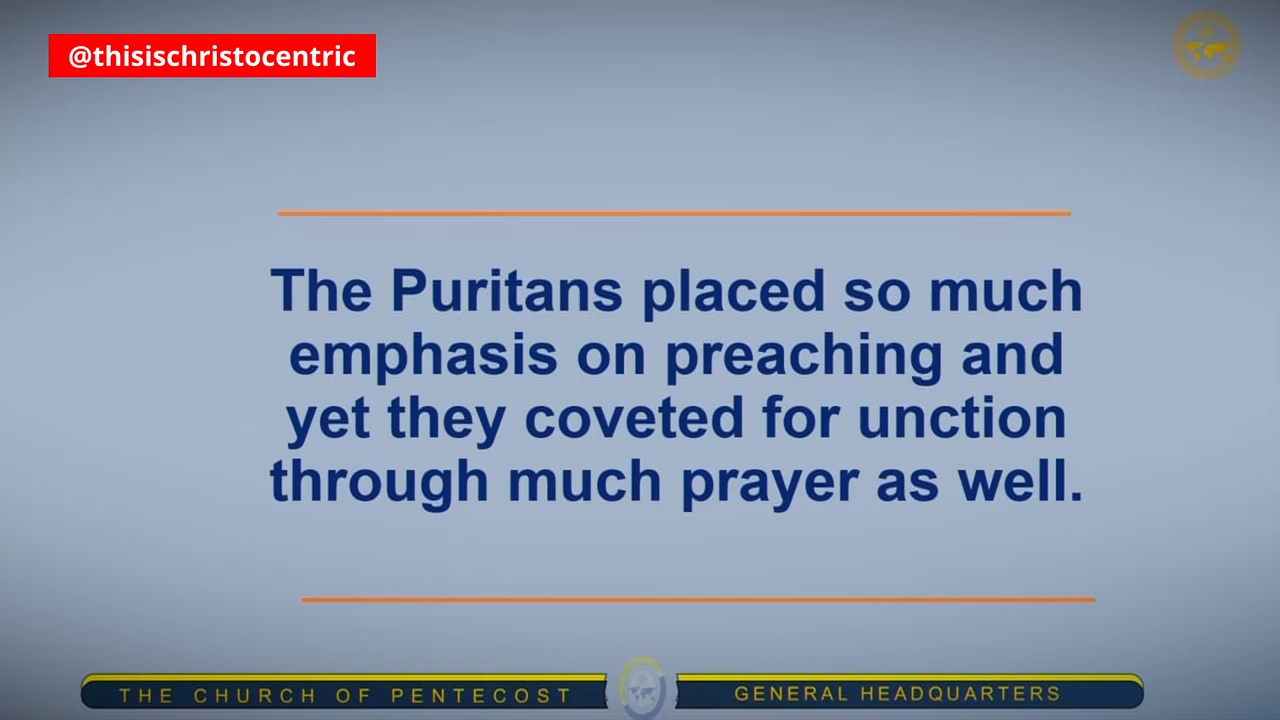 @thisischristocentric
The Puritans placed so much
emphasis on preaching and
yet they coveted for unction
through much prayer as well.
THE CHURCH OF PENTECOST
GENERAL HEADQUARTERS